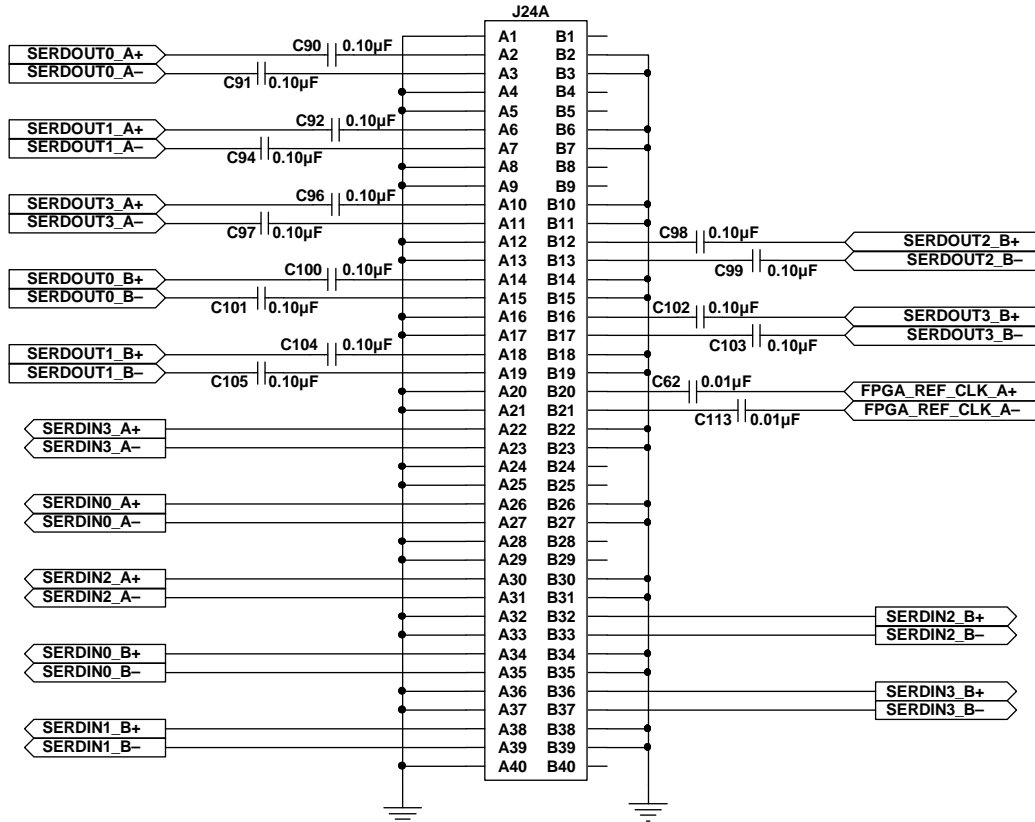 J24A
A1 B1
SERDOUT0_A+ C90 0.10µF A2 B2
SERDOUT0_A– C91 0.10µF A3 B3
A4 B4
A5 B5
SERDOUT1_A+ C92 0.10µF A6 B6
SERDOUT1_A– C94 0.10µF A7 B7
A8 B8
A9 B9
SERDOUT3_A+ C96 0.10µF A10 B10
SERDOUT3_A– C97 0.10µF A11 B11
A12 B12 C98 0.10µF SERDOUT2_B+
A13 B13 C99 0.10µF SERDOUT2_B–
SERDOUT0_B+ C100 0.10µF A14 B14
SERDOUT0_B– C101 0.10µF A15 B15
A16 B16 C102 0.10µF SERDOUT3_B+
A17 B17 C103 0.10µF SERDOUT3_B–
SERDOUT1_B+ C104 0.10µF A18 B18
SERDOUT1_B– C105 0.10µF A19 B19
A20 B20 C62 0.01µF FPGA_REF_CLK_A+
A21 B21 C113 0.01µF FPGA_REF_CLK_A–
SERDIN3_A+ A22 B22
SERDIN3_A– A23 B23
A24 B24
A25 B25
SERDIN0_A+ A26 B26
SERDIN0_A– A27 B27
A28 B28
A29 B29
SERDIN2_A+ A30 B30
SERDIN2_A– A31 B31
A32 B32 SERDIN2_B+
A33 B33 SERDIN2_B–
SERDIN0_B+ A34 B34
SERDIN0_B– A35 B35
A36 B36 SERDIN3_B+
A37 B37 SERDIN3_B–
SERDIN1_B+ A38 B38
SERDIN1_B– A39 B39
A40 B40